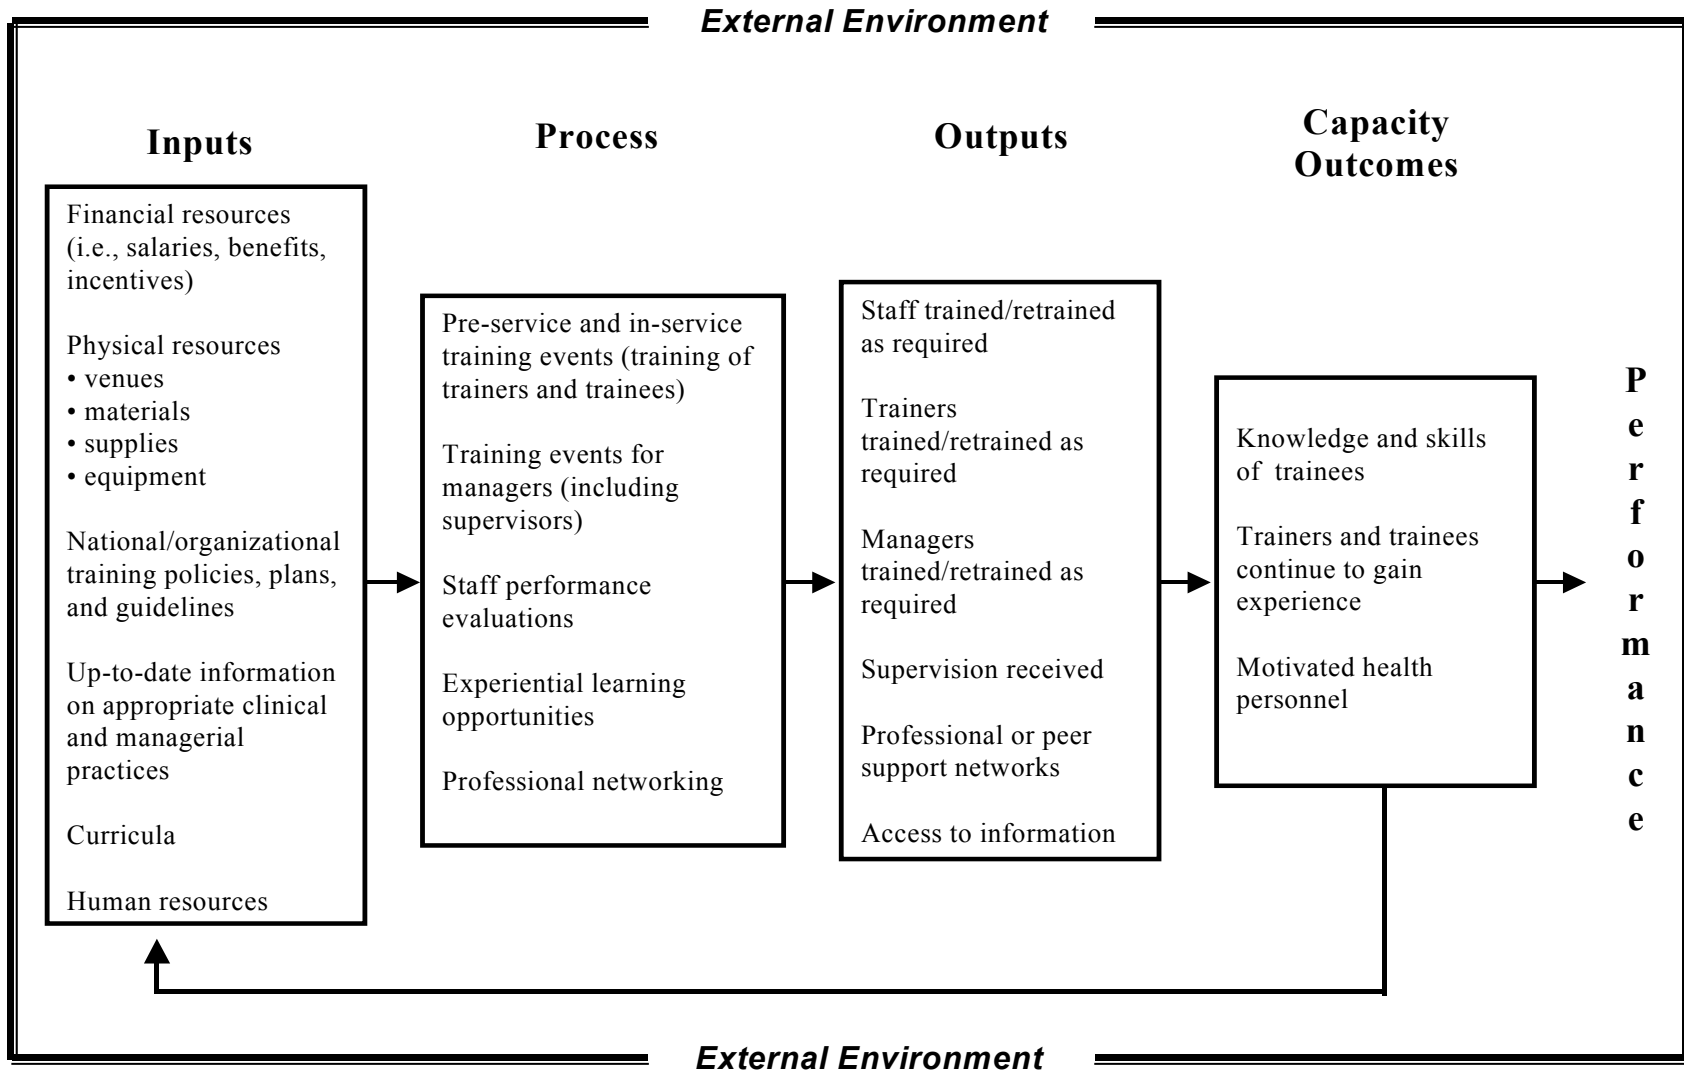 External Environment
Inputs
Financial resources
(i.e., salaries, benefits,
incentives)
Physical resources
• venues
• materials
• supplies
• equipment
National/organizational
training policies, plans,
and guidelines
Up-to-date information
on appropriate clinical
and managerial
practices
Curricula
Human resources
Process
Pre-service and in-service
training events (training of
trainers and trainees)
Training events for
managers (including
supervisors)
Staff performance
evaluations
Experiential learning
opportunities
Professional networking
Outputs
Staff trained/retrained
as required
Trainers
trained/retrained as
required
Managers
trained/retrained as
required
Supervision received
Professional or peer
support networks
Access to information
Capacity
Outcomes
Knowledge and skills
of trainees
Trainers and trainees
continue to gain
experience
Motivated health
personnel
Performance
External Environment